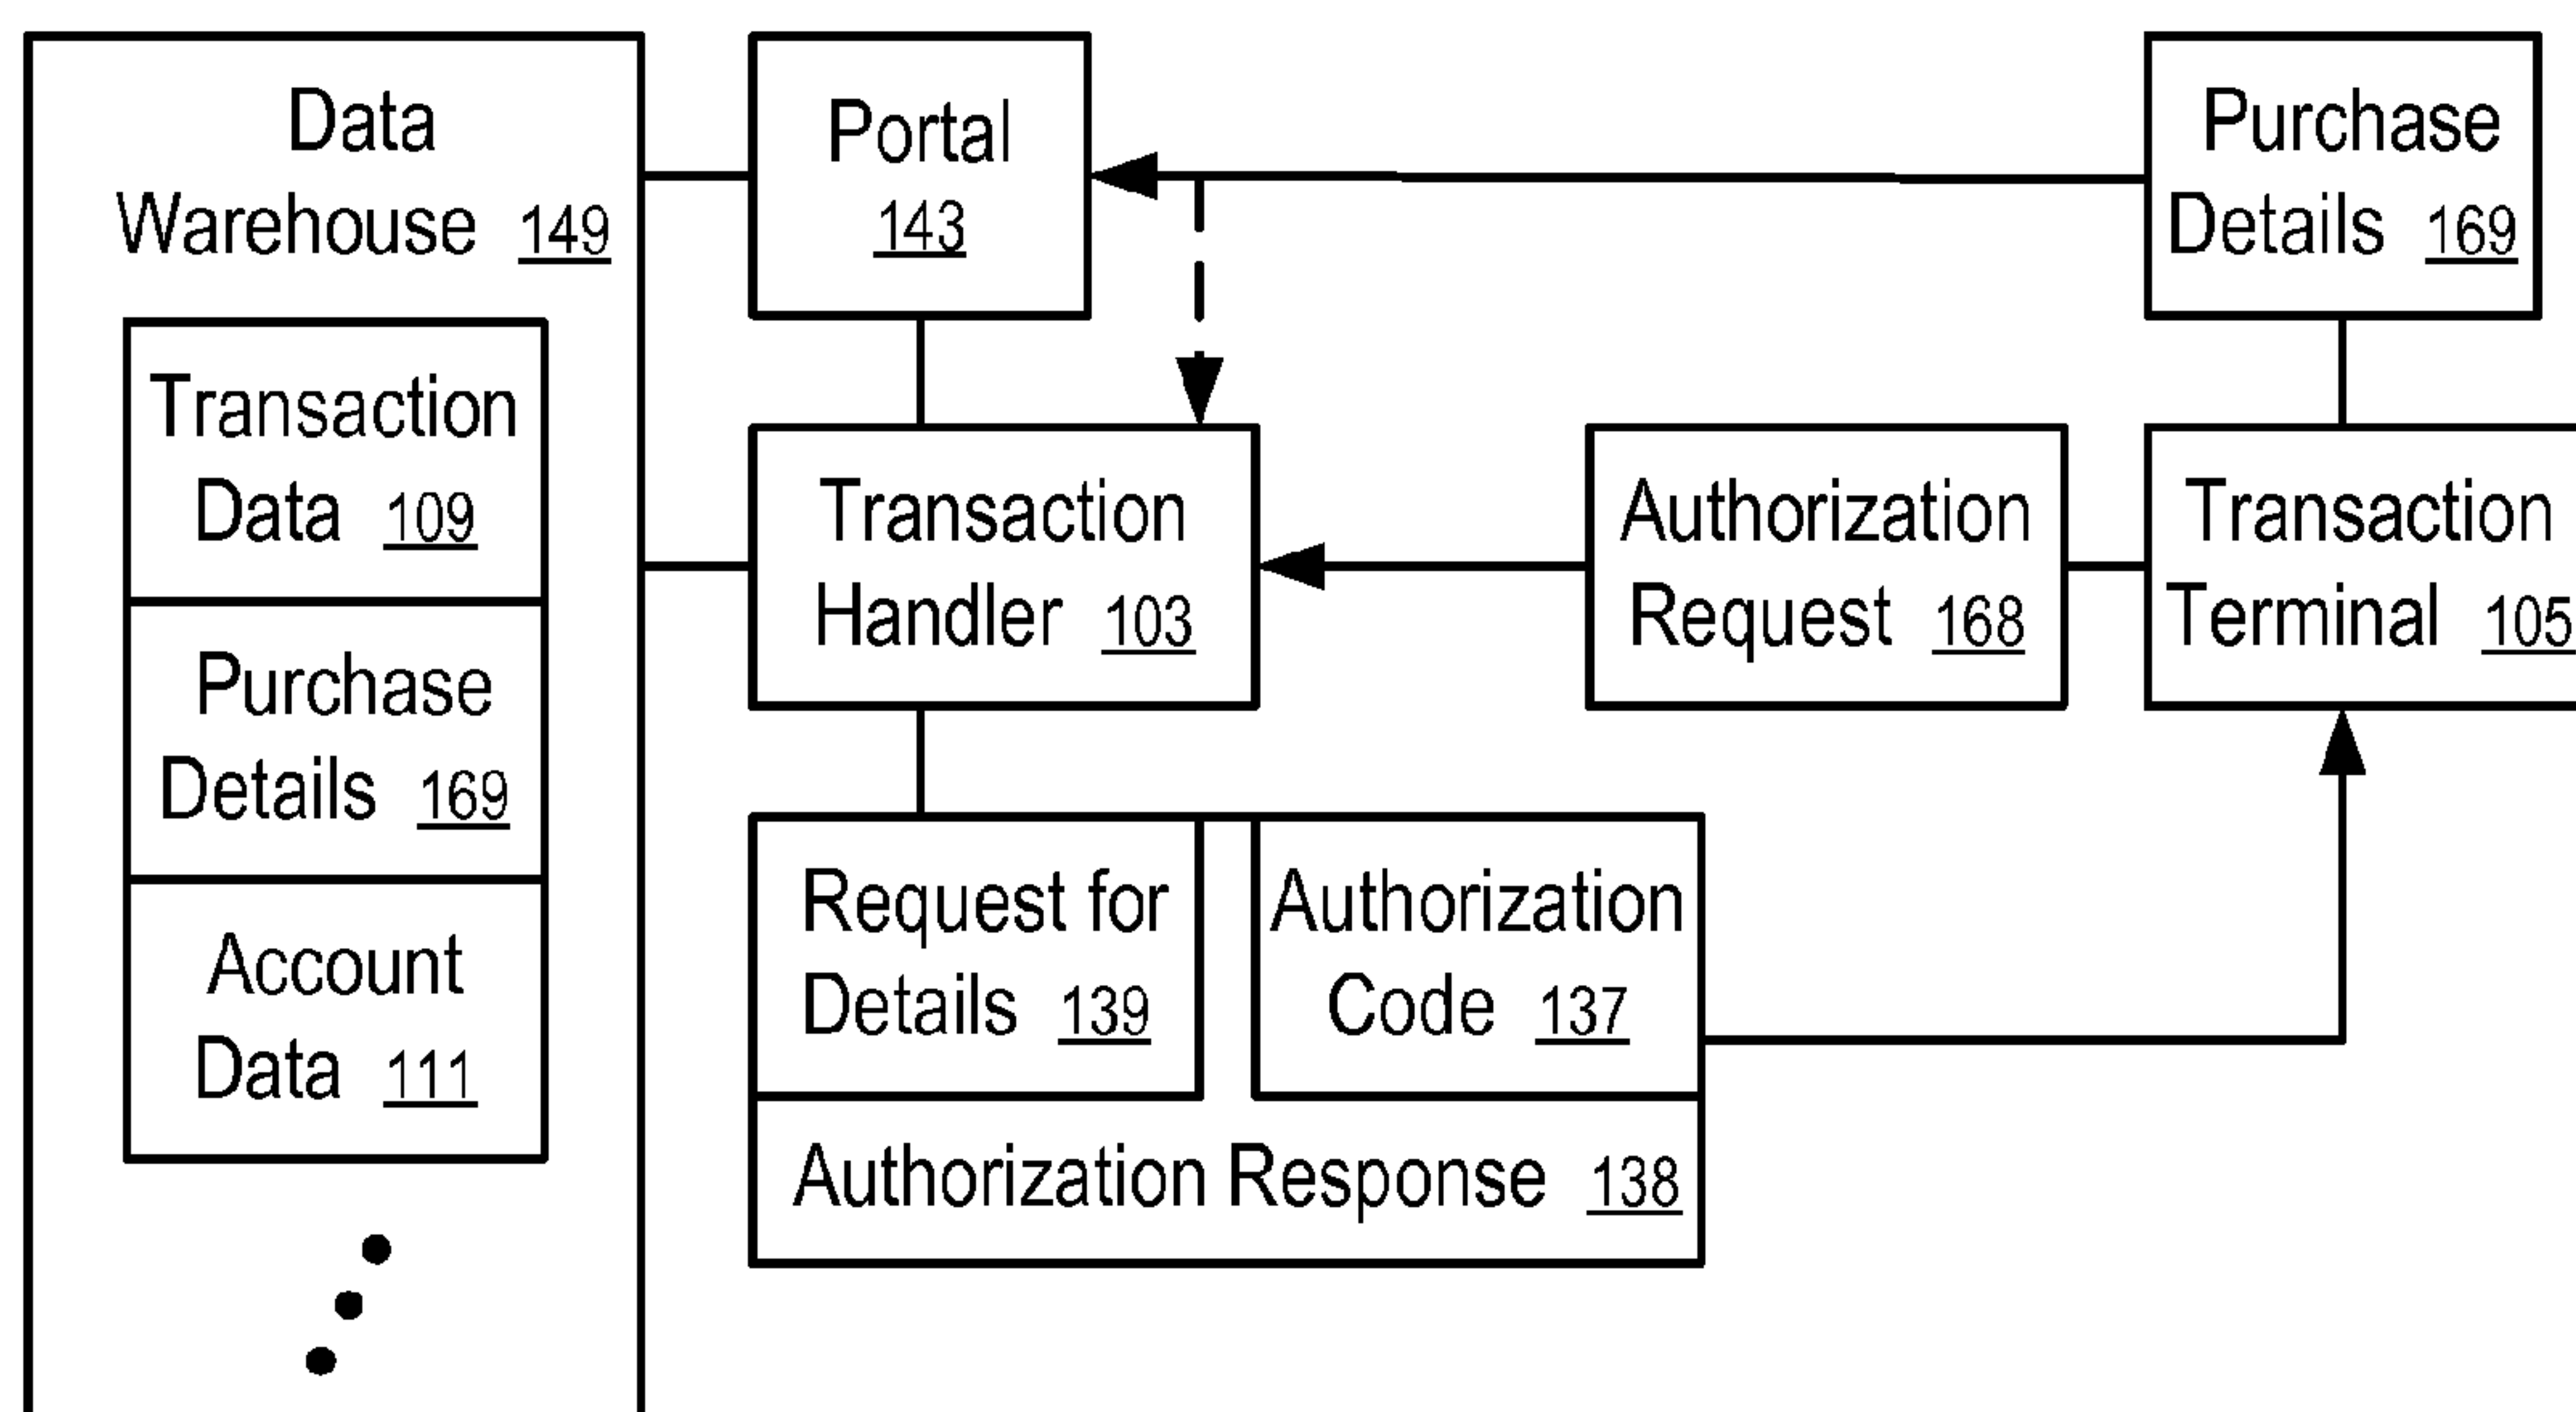 Data
Warehouse 149
Transaction
Data 109
Purchase
Details 169
Account
Data 111
Portal
143
Purchase
Details 169
Transaction
Handler 103
Authorization
Request 168
Transaction
Terminal 105
Request for
Details 139
Authorization
Code 137
Authorization Response 138